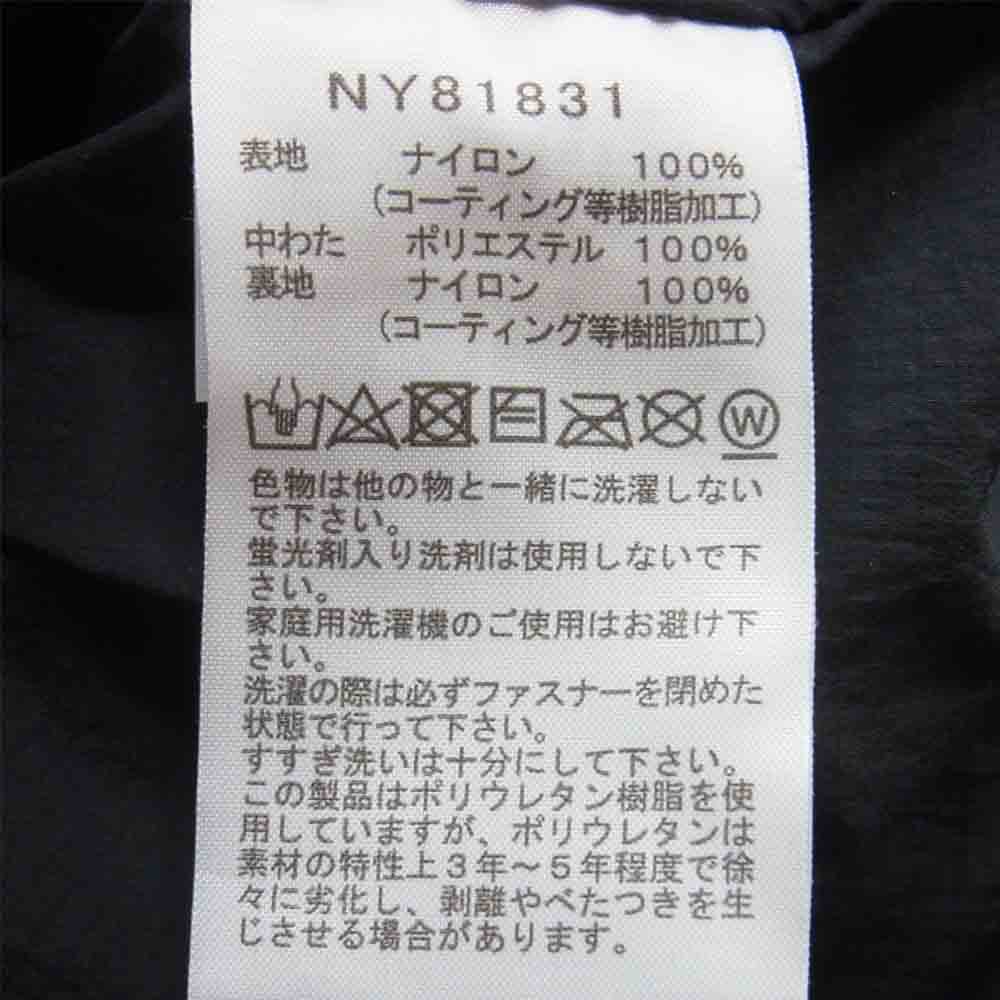 NY81831
表地 ナイロン 100%
（コーティング等樹脂加工）
中わた ポリエステル 100%
裏地 ナイロン 100%
（コーティング等樹脂加工）
W
色物は他の物と一緒に洗濯しない
で下さい。
蛍光剤入り洗剤は使用しないで下
さい。
家庭用洗濯機のご使用はお避け下
さい。
洗濯の際は必ずファスナーを閉めた
状態で行って下さい。
すすぎ洗いは十分にして下さい。
この製品はポリウレタン樹脂を使
用していますが、ポリウレタンは
素材の特性上3年～5年程度で徐
々に劣化し、剥離やべたつきを生
じさせる場合があります。